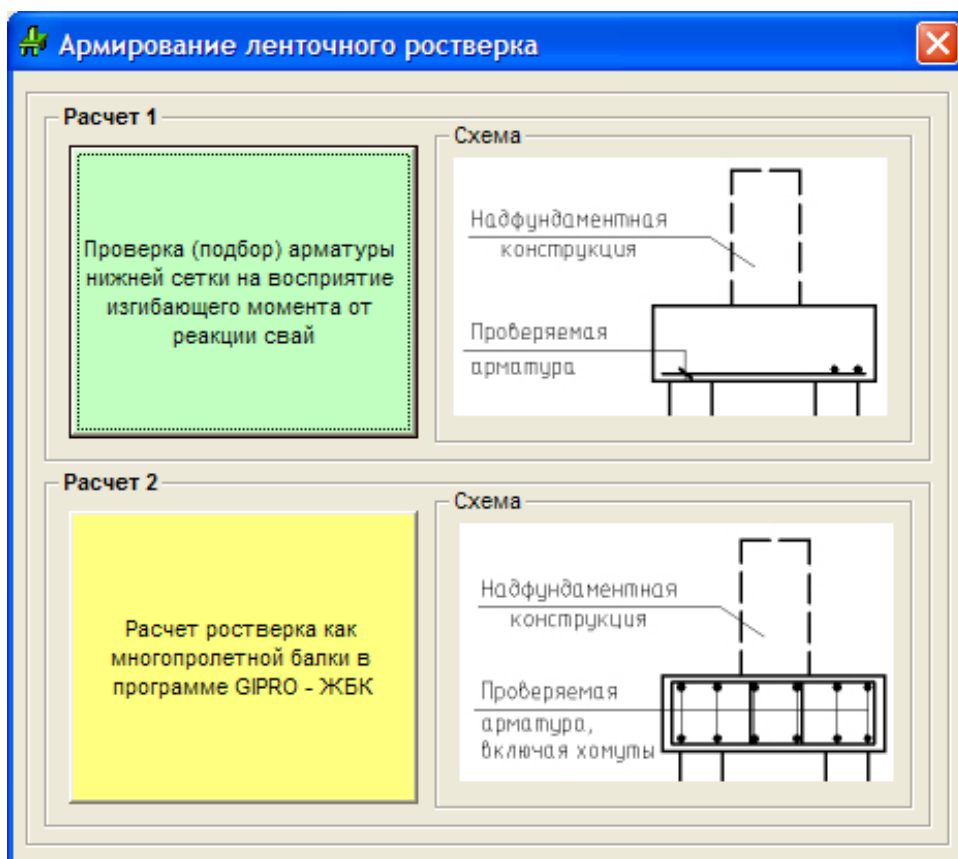 Армирование ленточного ростверка
Расчет 1
Проверка (подбор) арматуры
нижней сетки на восприятие
изгибающего момента от
реакции свай
Схема
Надфундаментная
конструкция
Проверяемая
арматура
Расчет 2
Расчет ростверка как
многопролетной балки в
программе GIPRO - ЖБК
Схема
Надфундаментная
конструкция
Проверяемая
арматура,
включая хомуты